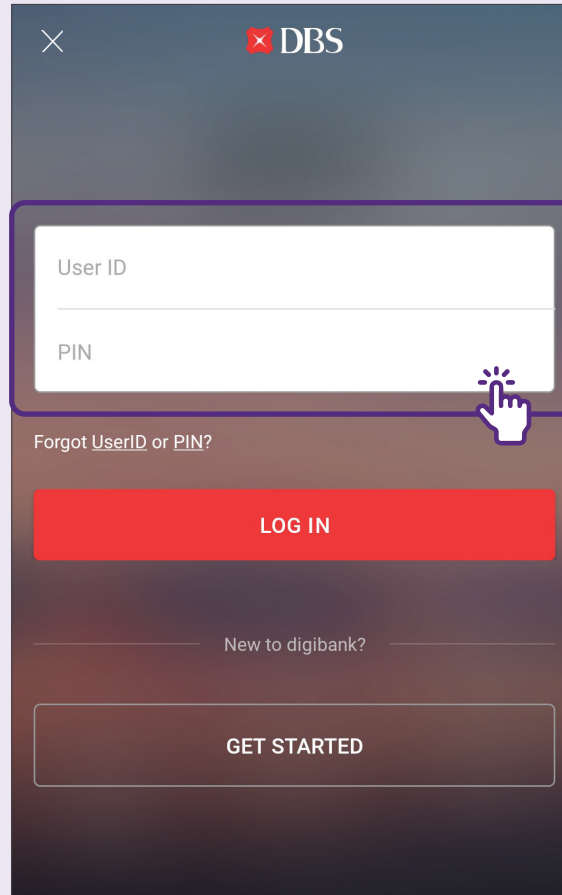 DBS
User ID
PIN
Forgot UserID or PIN?
LOG IN
New to digibank?
GET STARTED